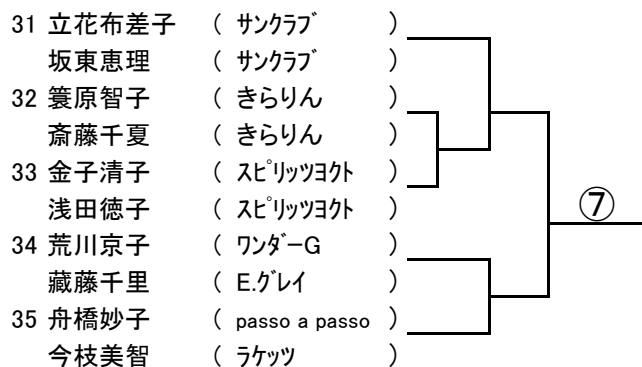 31 立花布差子 ( サンクラブ )
坂東恵理 ( サンクラブ )
32 簑原智子 ( きらりん )
斎藤千夏 ( きらりん )
33 金子清子 ( スピリッツヨクト )
浅田徳子 ( スピリッツヨクト )
⑦
34 荒川京子 ( ワンダーG )
藏藤千里 ( E.グレイ )
35 舟橋妙子 ( passo a passo )
今枝美智 ( ラケッツ )